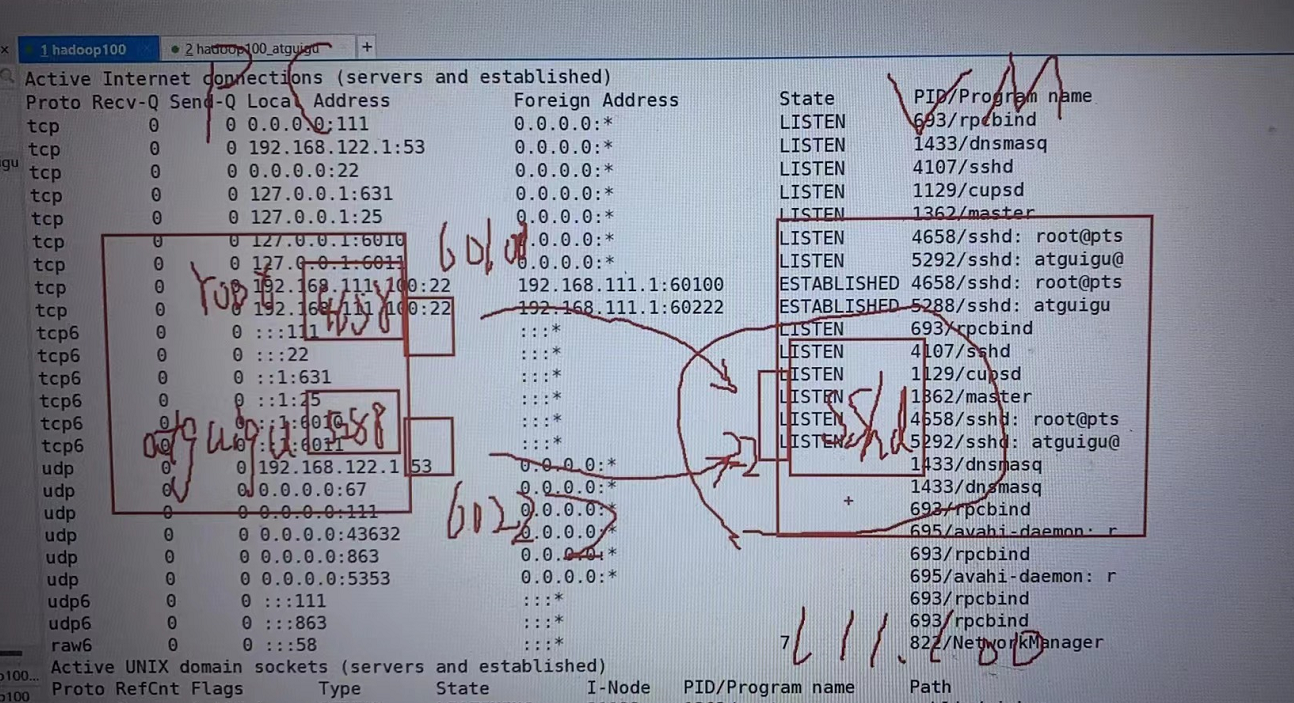 1 hadoop100 2 hadoop100_atguigu +
Active Internet connections (servers and established)
Proto Recv-Q Send-Q Local Address Foreign Address State PID/Program name
tcp 0 0 0.0.0.0:111 0.0.0.0:* LISTEN 693/rpcbind
tcp 0 0 192.168.122.1:53 0.0.0.0:* LISTEN 1433/dnsmasq
tcp 0 0 0.0.0.0:22 0.0.0.0:* LISTEN 4107/sshd
tcp 0 0 127.0.0.1:631 0.0.0.0:* LISTEN 1129/cupsd
tcp 0 0 127.0.0.1:25 0.0.0.0:* LISTEN 1362/master
tcp 0 0 127.0.0.1:6010 0.0.0.0:* LISTEN 4658/sshd: root@pts
tcp 0 0 127.0.0.1:6011 0.0.0.0:* LISTEN 5292/sshd: atguigu@
tcp 0 0 192.168.111.100:22 192.168.111.1:60100 ESTABLISHED 4658/sshd: root@pts
tcp 0 0 192.168.111.100:22 192.168.111.1:60222 ESTABLISHED 5288/sshd: atguigu
tcp6 0 0 :::111 :::* LISTEN 693/rpcbind
tcp6 0 0 :::22 :::* LISTEN 4107/sshd
tcp6 0 0 ::1:631 :::* LISTEN 1129/cupsd
tcp6 0 0 ::1:25 :::* LISTEN 1362/master
tcp6 0 0 ::1:6010 :::* LISTEN 4658/sshd: root@pts
tcp6 0 0 ::1:6011 :::* LISTEN 5292/sshd: atguigu@
udp 0 0 192.168.122.1:53 0.0.0.0:* 1433/dnsmasq
udp 0 0 0.0.0.0:67 0.0.0.0:* 1433/dnsmasq
udp 0 0 0.0.0.0:111 0.0.0.0:* 693/rpcbind
udp 0 0 0.0.0.0:43632 0.0.0.0:* 695/avahi-daemon: r
udp 0 0 0.0.0.0:863 0.0.0.0:* 693/rpcbind
udp 0 0 0.0.0.0:5353 0.0.0.0:* 695/avahi-daemon: r
udp6 0 0 :::111 :::* 693/rpcbind
udp6 0 0 :::863 :::* 693/rpcbind
raw6 0 0 :::58 :::* 7 822/NetworkManager
Active UNIX domain sockets (servers and established)
Proto RefCnt Flags Type State I-Node PID/Program name Path
PC
VM
root
4658
atguigu
sshd
22
111.100